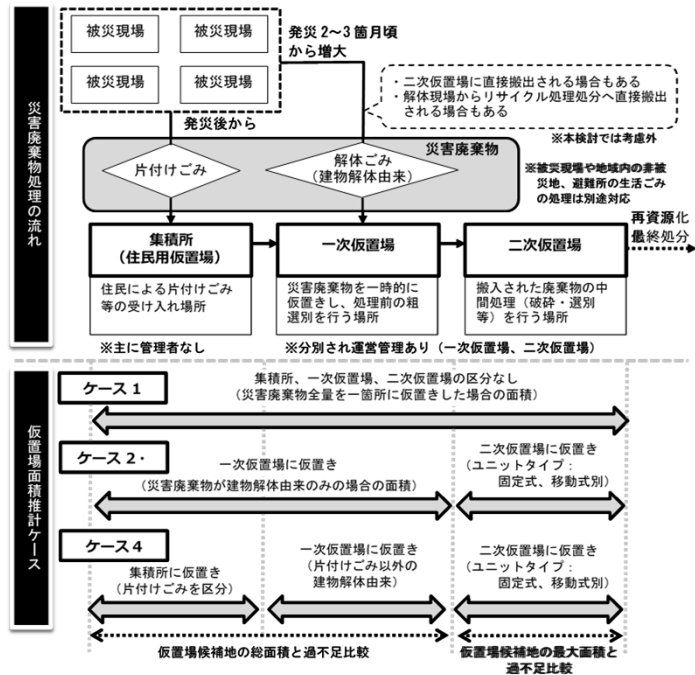 災害廃棄物処理の流れ
被災現場
被災現場
被災現場
被災現場
発災2～3箇月頃
から増大
発災後から
・二次仮置場に直接搬出される場合もある
・解体現場からリサイクル処理処分へ直接搬出
される場合もある
※本検討では考慮外
災害廃棄物
片付けごみ
解体ごみ
(建物解体由来)
※被災現場や地域内の非被
災地、避難所の生活ごみ
の処理は別途対応
再資源化
最終処分
集積所
(住民用仮置場)
一次仮置場
二次仮置場
住民による片付けごみ
等の受け入れ場所
災害廃棄物を一時的に
仮置きし、処理前の粗
選別を行う場所
搬入された廃棄物の中
間処理(破砕・選別
等)を行う場所
※主に管理者なし
※分別され運営管理あり(一次仮置場、二次仮置場)
仮置場面積推計ケース
ケース1
集積所、一次仮置場、二次仮置場の区分なし
(災害廃棄物全量を一箇所に仮置きした場合の面積)
ケース2・
一次仮置場に仮置き
(災害廃棄物が建物解体由来のみの場合の面積)
二次仮置場に仮置き
(ユニットタイプ：
固定式、移動式別)
ケース4
集積所に仮置き
(片付けごみを区分)
一次仮置場に仮置き
(片付けごみ以外の
建物解体由来)
二次仮置場に仮置き
(ユニットタイプ：
固定式、移動式別)
仮置場候補地の総面積と過不足比較
仮置場候補地の最大面積と
過不足比較